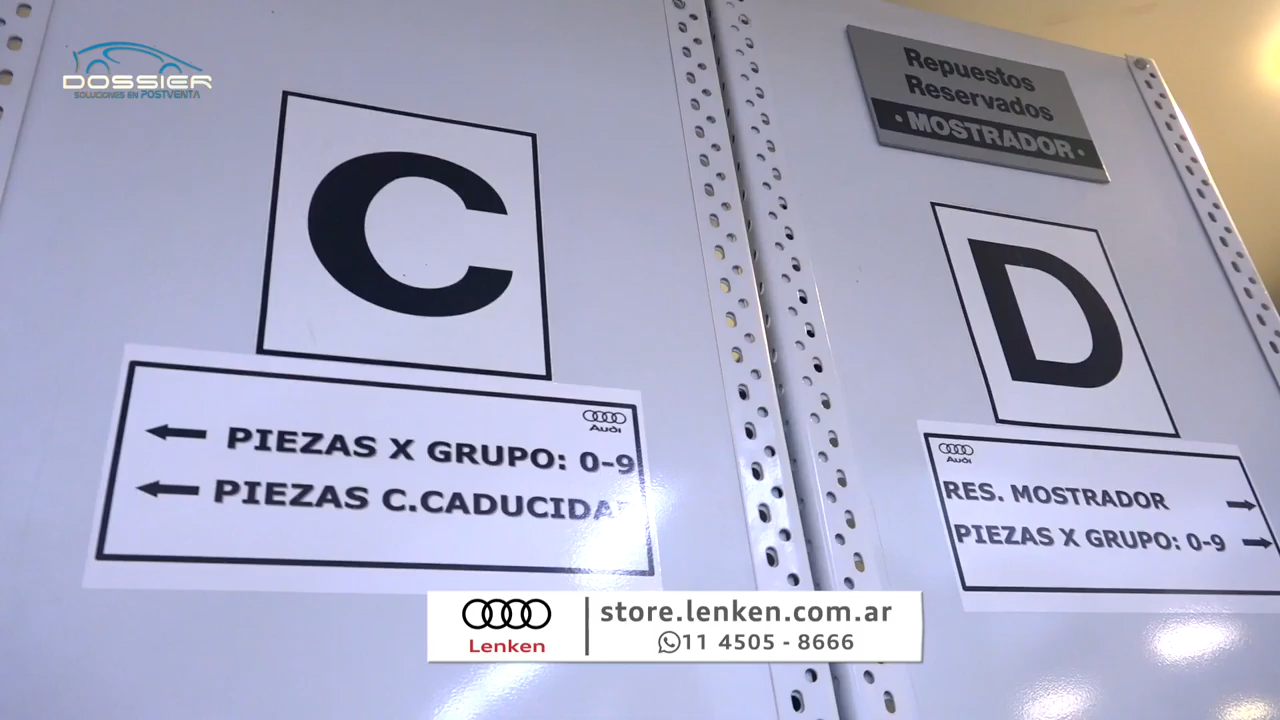 DOSSIER
SOLUCIONES EN POSTVENTA
Repuestos
Reservados
• MOSTRADOR •
C
D
Audi
← PIEZAS X GRUPO: 0-9
← PIEZAS C.CADUCIDA
Audi
RES. MOSTRADOR →
PIEZAS X GRUPO: 0-9 →
Lenken
store.lenken.com.ar
11 4505 - 8666